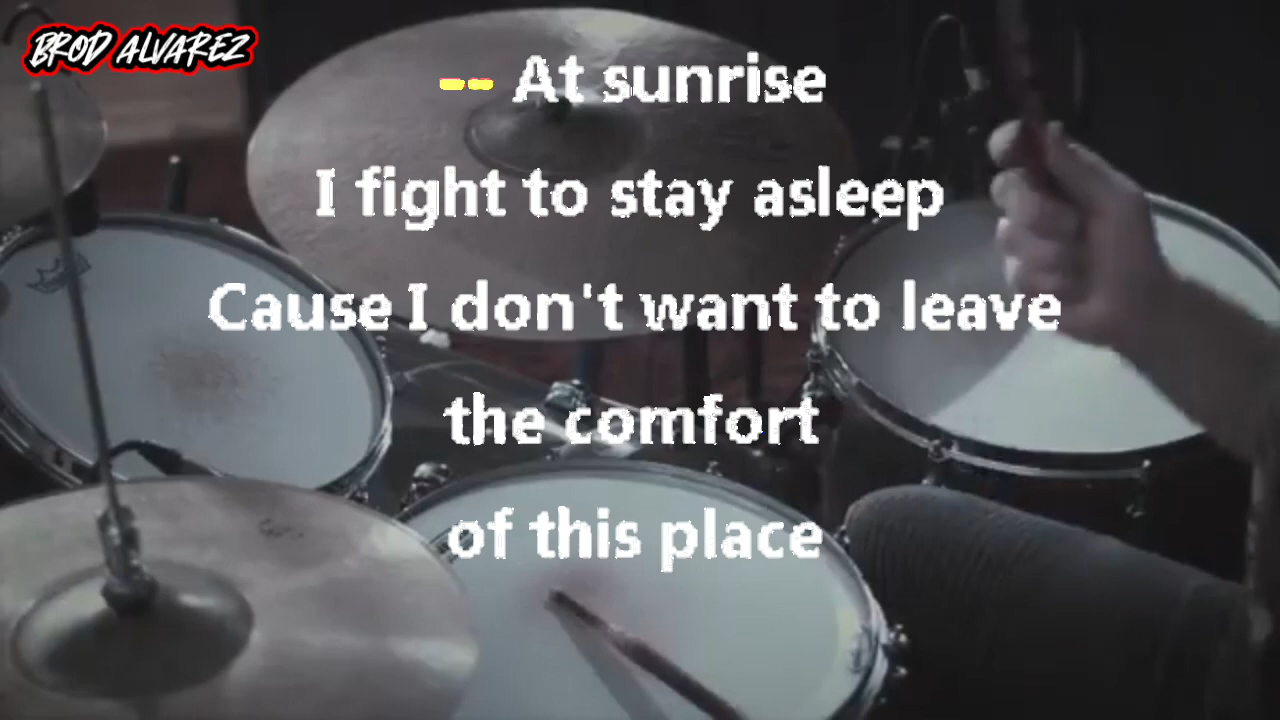 BROD ALVAREZ
-- At sunrise
I fight to stay asleep
Cause I don't want to leave
the comfort
of this place